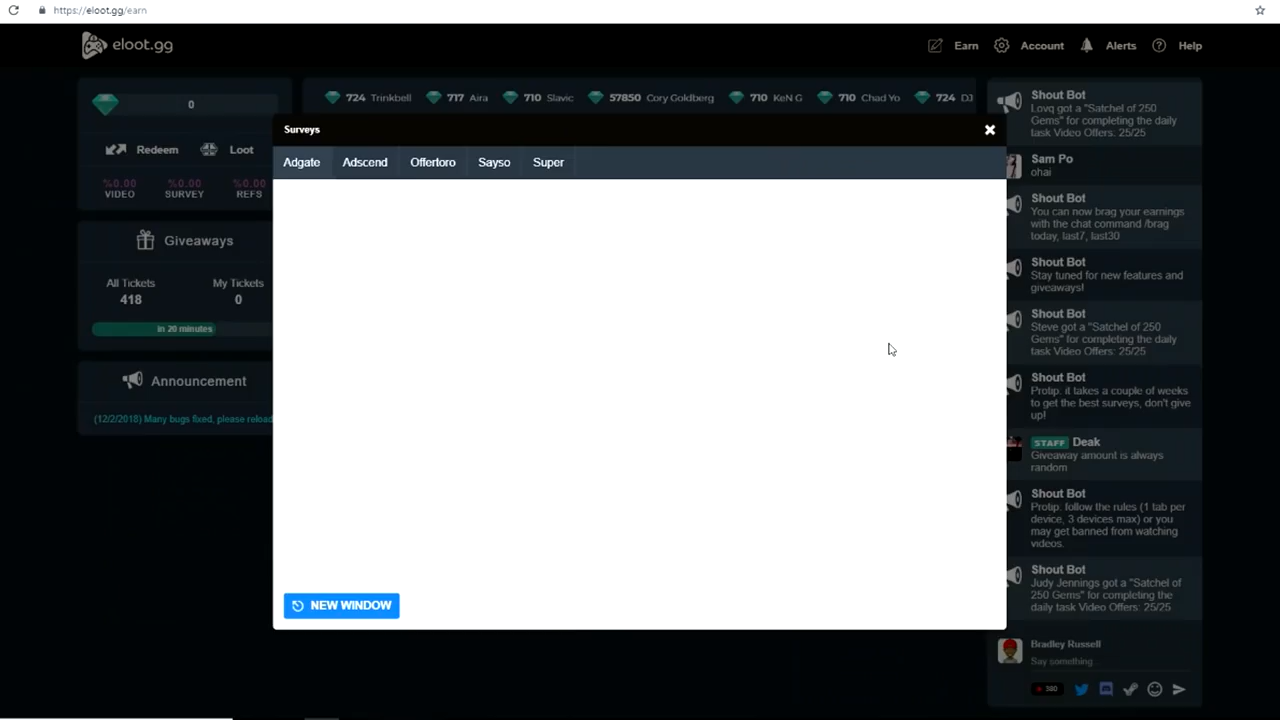 https://eloot.gg/earn
eloot.gg
Earn
Account
Alerts
Help
0
724 Trinkbell
717 Aira
710 Slavic
57850 Cory Goldberg
710 KeN G
710 Chad Yo
724 DJ
Redeem
Loot
%0.00
%0.00
%0.00
VIDEO
SURVEY
REFS
Giveaways
All Tickets
My Tickets
418
0
in 20 minutes
Announcement
(12/2/2018) Many bugs fixed, please reload
Surveys
Adgate
Adscend
Offertoro
Sayso
Super
NEW WINDOW
Shout Bot
Lovq got a "Satchel of 250
Gems" for completing the daily
task Video Offers: 25/25
Sam Po
ohai
Shout Bot
You can now brag your earnings
with the chat command /brag
today, last7, last30
Shout Bot
Stay tuned for new features and
giveaways!
Shout Bot
Steve got a "Satchel of 250
Gems" for completing the daily
task Video Offers: 25/25
Shout Bot
Protip: it takes a couple of weeks
to get the best surveys, don't give
up!
STAFF Deak
Giveaway amount is always
random
Shout Bot
Protip: follow the rules (1 tab per
device, 3 devices max) or you
may get banned from watching
videos.
Shout Bot
Judy Jennings got a "Satchel of
250 Gems" for completing the
daily task Video Offers: 25/25
Bradley Russell
Say something
380